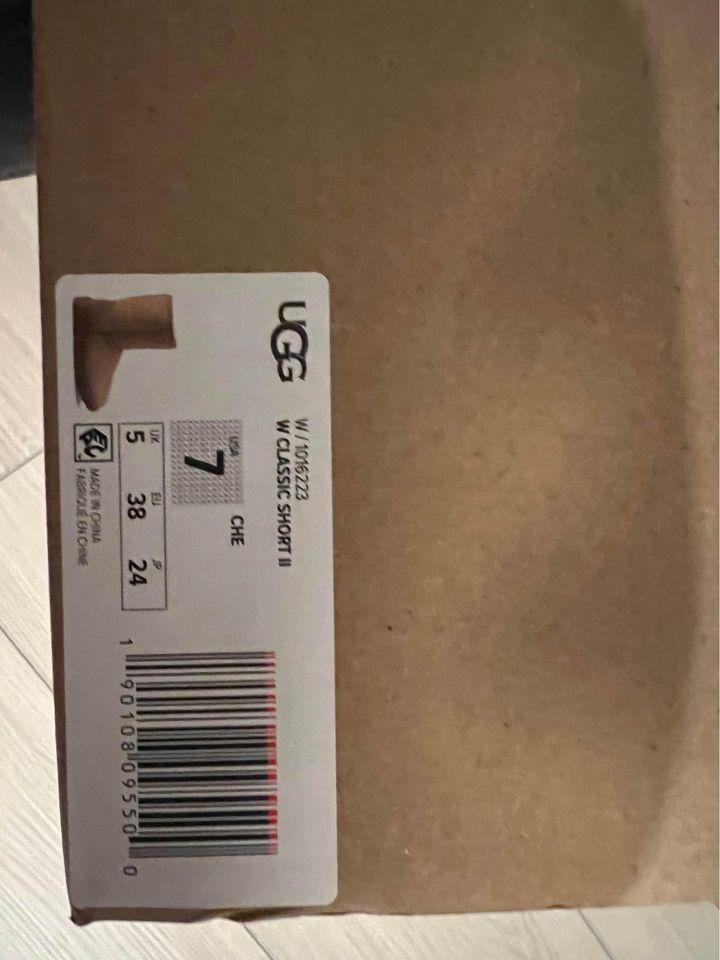 UGG
W / 1016223
W CLASSIC SHORT II
USA
7
CHE
UK EU JP
5 38 24
MADE IN CHINA
FABRIQUÉ EN CHINE
1 90108 09550 0